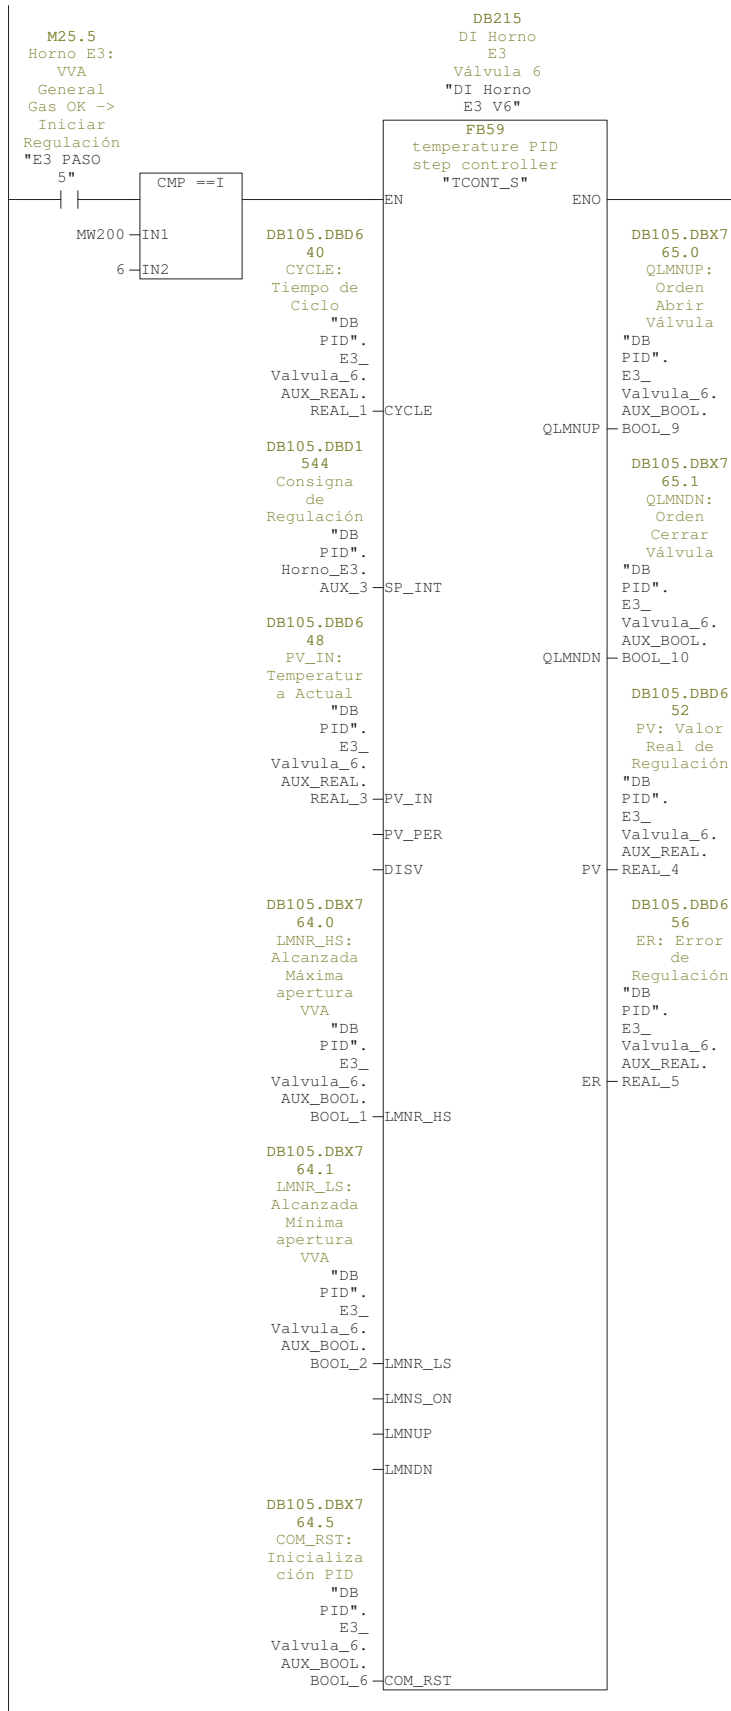 DB215
DI Horno
E3
Válvula 6
"DI Horno
E3 V6"
M25.5
Horno E3:
VVA
General
Gas OK ->
Iniciar
Regulación
"E3 PASO
5"
CMP ==I
MW200
IN1
6
IN2
FB59
temperature PID
step controller
"TCONT_S"
EN
ENO
DB105.DBD6
40
CYCLE:
Tiempo de
Ciclo
"DB
PID".
E3_
Valvula_6.
AUX_REAL.
REAL_1
CYCLE
DB105.DBD1
544
Consigna
de
Regulación
"DB
PID".
Horno_E3.
AUX_3
SP_INT
DB105.DBD6
48
PV_IN:
Temperatur
a Actual
"DB
PID".
E3_
Valvula_6.
AUX_REAL.
REAL_3
PV_IN
PV_PER
DISV
DB105.DBX7
64.0
LMNR_HS:
Alcanzada
Máxima
apertura
VVA
"DB
PID".
E3_
Valvula_6.
AUX_BOOL.
BOOL_1
LMNR_HS
DB105.DBX7
64.1
LMNR_LS:
Alcanzada
Mínima
apertura
VVA
"DB
PID".
E3_
Valvula_6.
AUX_BOOL.
BOOL_2
LMNR_LS
LMNS_ON
LMNUP
LMNDN
DB105.DBX7
64.5
COM_RST:
Inicializa
ción PID
"DB
PID".
E3_
Valvula_6.
AUX_BOOL.
BOOL_6
COM_RST
DB105.DBX7
65.0
QLMNUP:
Orden
Abrir
Válvula
"DB
PID".
E3_
Valvula_6.
AUX_BOOL.
QLMNUP
BOOL_9
DB105.DBX7
65.1
QLMNDN:
Orden
Cerrar
Válvula
"DB
PID".
E3_
Valvula_6.
AUX_BOOL.
QLMNDN
BOOL_10
DB105.DBD6
52
PV: Valor
Real de
Regulación
"DB
PID".
E3_
Valvula_6.
AUX_REAL.
PV
REAL_4
DB105.DBD6
56
ER: Error
de
Regulación
"DB
PID".
E3_
Valvula_6.
AUX_REAL.
ER
REAL_5